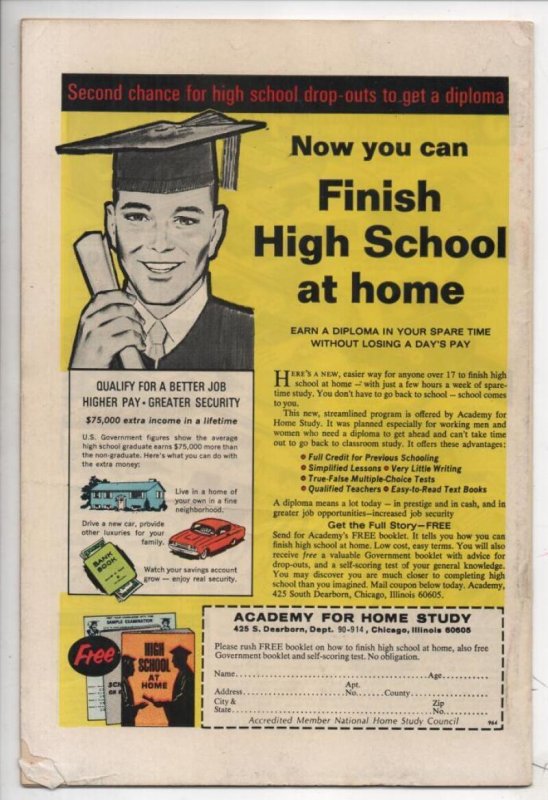 Second chance for high school drop-outs to get a diploma
Now you can
Finish
High School
at home
EARN A DIPLOMA IN YOUR SPARE TIME
WITHOUT LOSING A DAY'S PAY
HERE'S A NEW, easier way for anyone over 17 to finish high
school at home — with just a few hours a week of spare-
time study. You don't have to go back to school — school comes
to you.
This new, streamlined program is offered by Academy for
Home Study. It was planned especially for working men and
women who need a diploma to get ahead and can't take time
out to go back to classroom study. It offers these advantages:
• Full Credit for Previous Schooling
• Simplified Lessons • Very Little Writing
• True-False Multiple-Choice Tests
• Qualified Teachers • Easy-to-Read Text Books
A diploma means a lot today — in prestige and in cash, and in
greater job opportunities—increased job security
Get the Full Story—FREE
Send for Academy's FREE booklet. It tells you how you can
finish high school at home. Low cost, easy terms. You will also
receive free a valuable Government booklet with advice for
drop-outs, and a self-scoring test of your general knowledge.
You may discover you are much closer to completing high
school than you imagined. Mail coupon below today. Academy,
425 South Dearborn, Chicago, Illinois 60605.
QUALIFY FOR A BETTER JOB
HIGHER PAY • GREATER SECURITY
$75,000 extra income in a lifetime
U.S. Government figures show the average
high school graduate earns $75,000 more than
the non-graduate. Here's what you can do with
the extra money:
Live in a home of
your own in a fine
neighborhood.
Drive a new car, provide
other luxuries for your
family.
BANK
BOOK
Watch your savings account
grow — enjoy real security.
SAMPLE EXAMINATION
Free
HIGH
SCHOOL
AT
HOME
ACADEMY FOR HOME STUDY
425 S. Dearborn, Dept. 90-914, Chicago, Illinois 60605
Please rush FREE booklet on how to finish high school at home, also free
Government booklet and self-scoring test. No obligation.
Name Age
Apt.
Address No. County
City & Zip
State No.
Accredited Member National Home Study Council 964